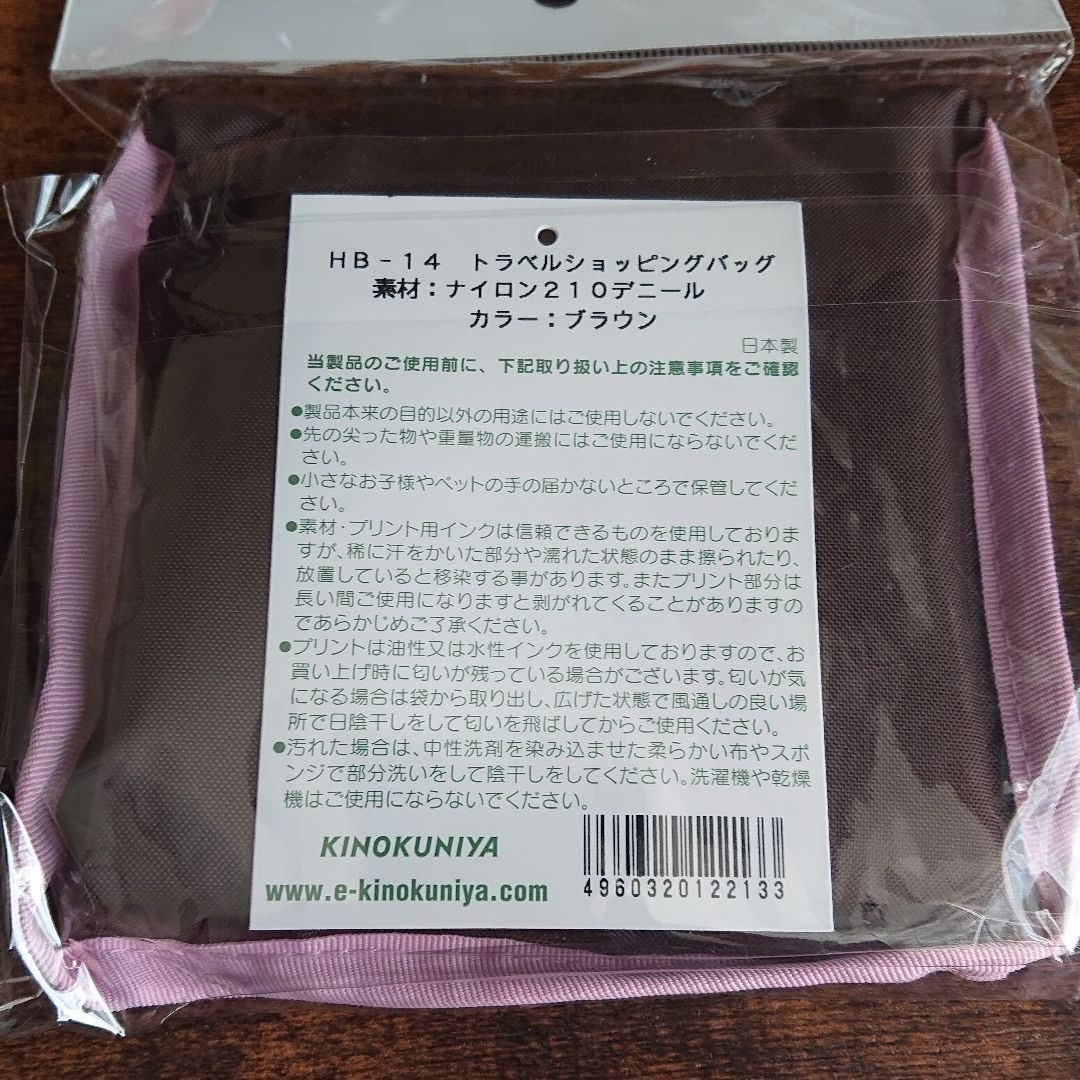 ＨＢ－１４　トラベルショッピングバッグ
素材：ナイロン２１０デニール
カラー：ブラウン
日本製
当製品のご使用前に、下記取り扱い上の注意事項をご確認
ください。
●製品本来の目的以外の用途にはご使用しないでください。
●先の尖った物や重量物の運搬にはご使用にならないでくだ
さい。
●小さなお子様やペットの手の届かないところで保管してくだ
さい。
●素材・プリント用インクは信頼できるものを使用しておりま
すが、稀に汗をかいた部分や濡れた状態のまま擦られたり、
放置していると移染する事があります。またプリント部分は
長い間ご使用になりますと剥がれてくることがありますの
であらかじめご了承ください。
●プリントは油性又は水性インクを使用しておりますので、お
買い上げ時に匂いが残っている場合がございます。匂いが気
になる場合は袋から取り出し、広げた状態で風通しの良い場
所で日陰干しをして匂いを飛ばしてからご使用ください。
●汚れた場合は、中性洗剤を染み込ませた柔らかい布やスポ
ンジで部分洗いをして陰干しをしてください。洗濯機や乾燥
機はご使用にならないでください。
KINOKUNIYA
www.e-kinokuniya.com
4960320122133